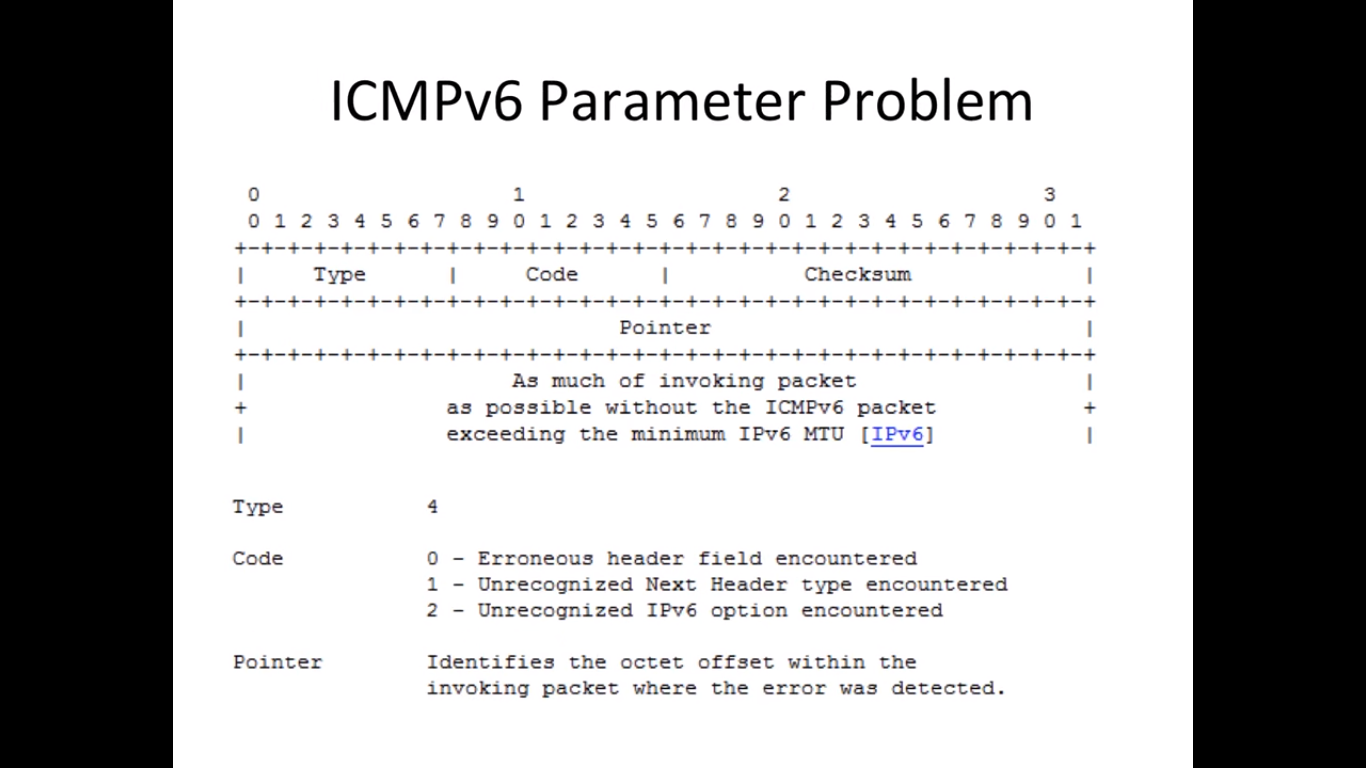 ICMPv6 Parameter Problem
0                   1                   2                   3
0 1 2 3 4 5 6 7 8 9 0 1 2 3 4 5 6 7 8 9 0 1 2 3 4 5 6 7 8 9 0 1
+-+-+-+-+-+-+-+-+-+-+-+-+-+-+-+-+-+-+-+-+-+-+-+-+-+-+-+-+-+-+-+-+
|     Type      |     Code      |          Checksum             |
+-+-+-+-+-+-+-+-+-+-+-+-+-+-+-+-+-+-+-+-+-+-+-+-+-+-+-+-+-+-+-+-+
|                            Pointer                            |
+-+-+-+-+-+-+-+-+-+-+-+-+-+-+-+-+-+-+-+-+-+-+-+-+-+-+-+-+-+-+-+-+
|                    As much of invoking packet                 |
+               as possible without the ICMPv6 packet           +
|               exceeding the minimum IPv6 MTU [IPv6]           |
Type           4
Code           0 - Erroneous header field encountered
1 - Unrecognized Next Header type encountered
2 - Unrecognized IPv6 option encountered
Pointer        Identifies the octet offset within the
invoking packet where the error was detected.